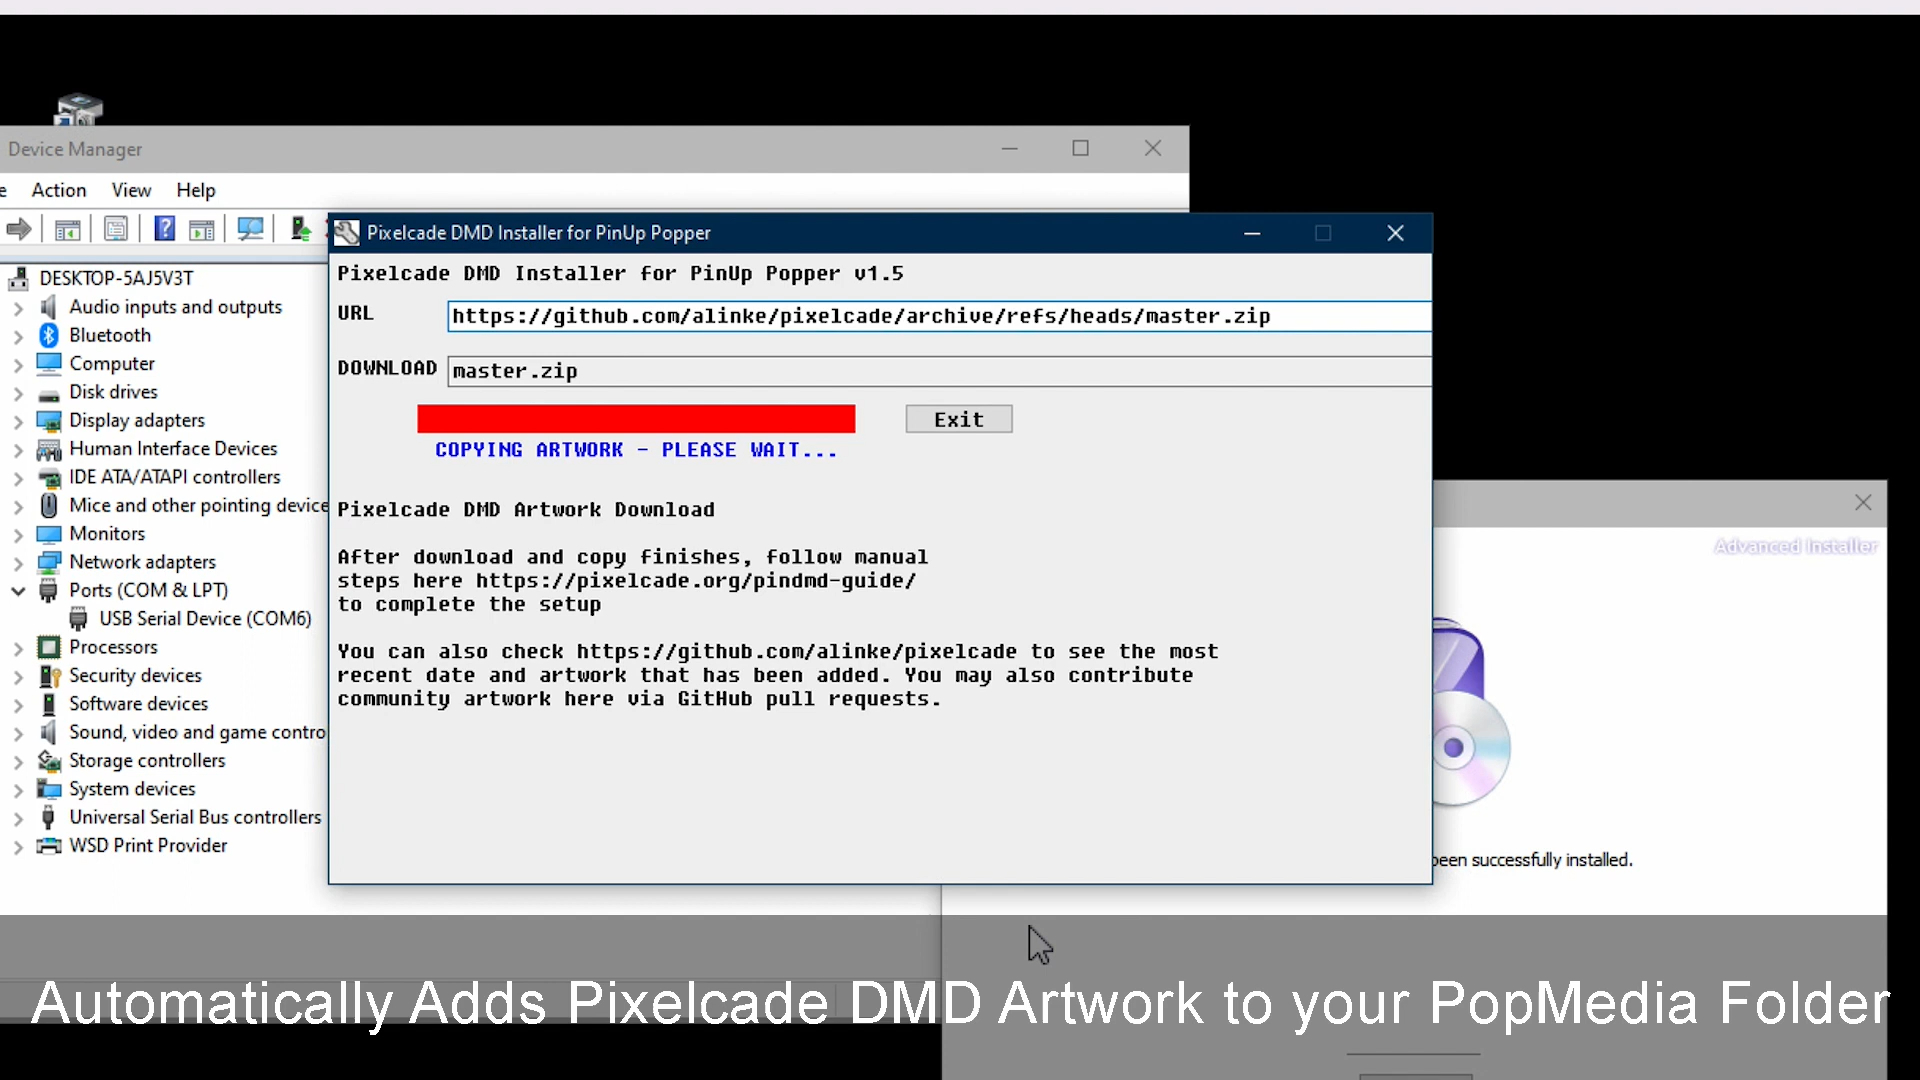 Device Manager
Action View Help
DESKTOP-5AJ5V3T
Audio inputs and outputs
Bluetooth
Computer
Disk drives
Display adapters
Human Interface Devices
IDE ATA/ATAPI controllers
Mice and other pointing device
Monitors
Network adapters
Ports (COM & LPT)
USB Serial Device (COM6)
Processors
Security devices
Software devices
Sound, video and game contro
Storage controllers
System devices
Universal Serial Bus controllers
WSD Print Provider
Pixelcade DMD Installer for PinUp Popper
Pixelcade DMD Installer for PinUp Popper v1.5
URL https://github.com/alinke/pixelcade/archive/refs/heads/master.zip
DOWNLOAD master.zip
Exit
COPYING ARTWORK - PLEASE WAIT...
Pixelcade DMD Artwork Download
After download and copy finishes, follow manual
steps here https://pixelcade.org/pindmd-guide/
to complete the setup
You can also check https://github.com/alinke/pixelcade to see the most
recent date and artwork that has been added. You may also contribute
community artwork here via GitHub pull requests.
Advanced Installer
been successfully installed.
Automatically Adds Pixelcade DMD Artwork to your PopMedia Folder